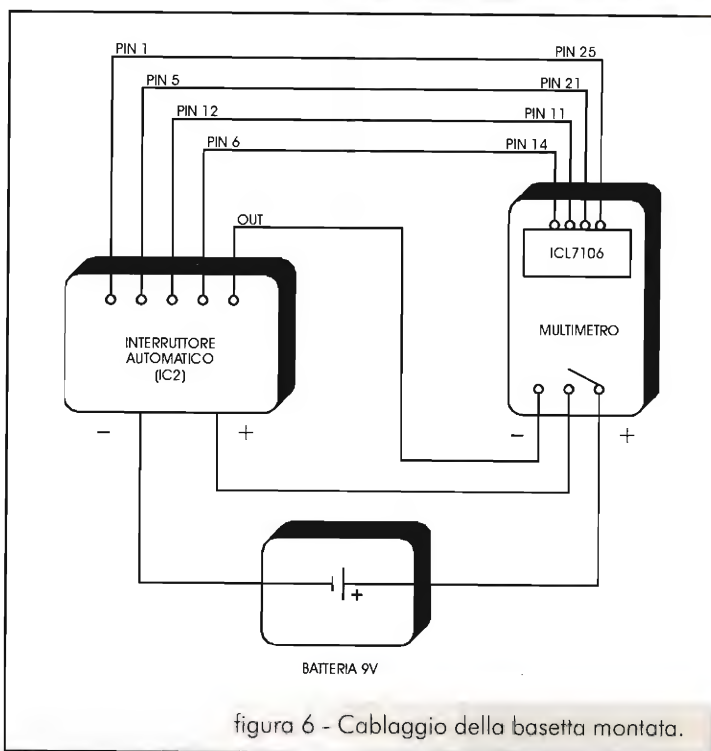 PIN 1
PIN 25
PIN 5
PIN 21
PIN 12
PIN 11
PIN 6
PIN 14
OUT
ICL7106
INTERRUTTORE
AUTOMATICO
(IC2)
MULTIMETRO
-
+
-
+
+
BATTERIA 9V
figura 6 - Cablaggio della basetta montata.